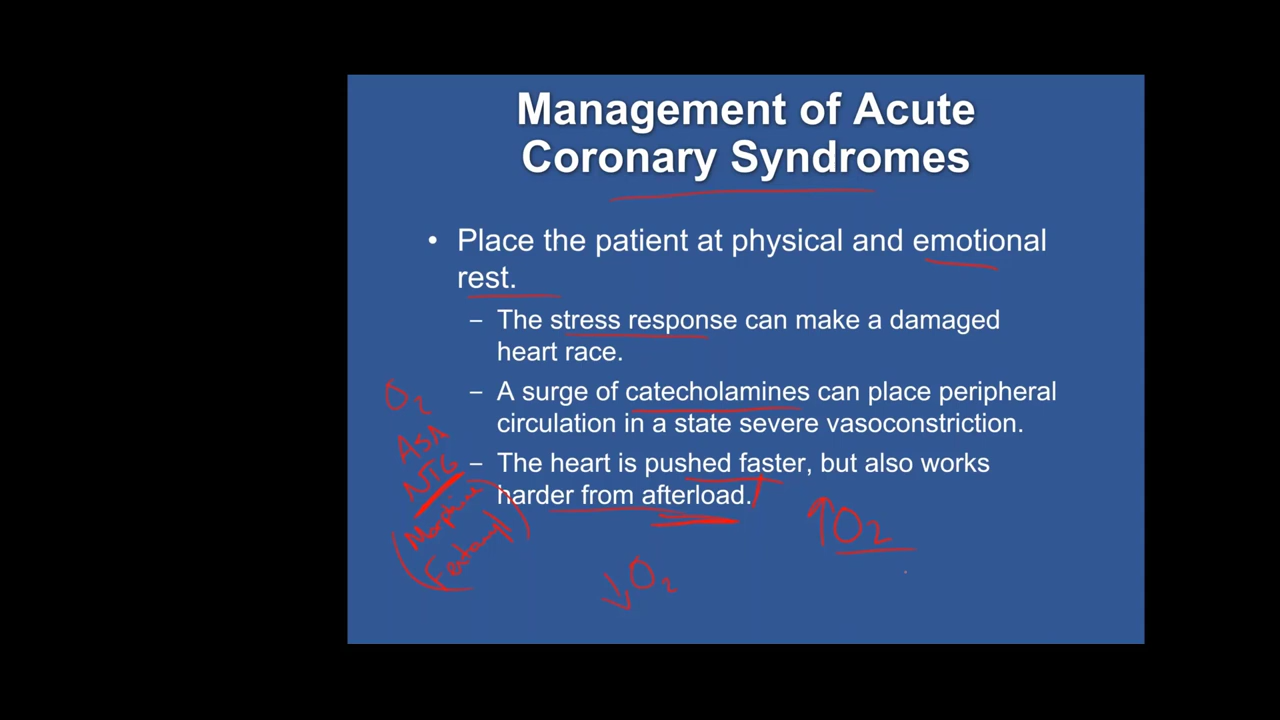 Management of Acute
Coronary Syndromes
• Place the patient at physical and emotional
rest.
– The stress response can make a damaged
heart race.
– A surge of catecholamines can place peripheral
circulation in a state severe vasoconstriction.
– The heart is pushed faster, but also works
harder from afterload.
O2
ASA
NTG
Morphine
Fentanyl
↓O2
↑O2